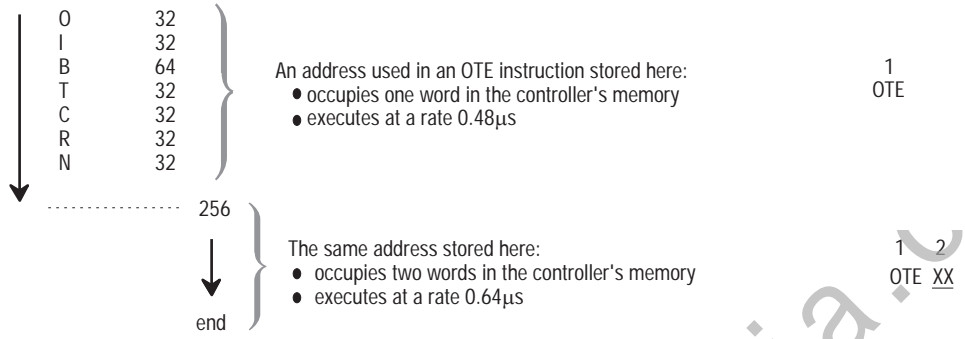 O 32
I 32
B 64
T 32
C 32
R 32
N 32
An address used in an OTE instruction stored here:
● occupies one word in the controller's memory
● executes at a rate 0.48µs
1
OTE
256
end
The same address stored here:
● occupies two words in the controller's memory
● executes at a rate 0.64µs
1 2
OTE XX